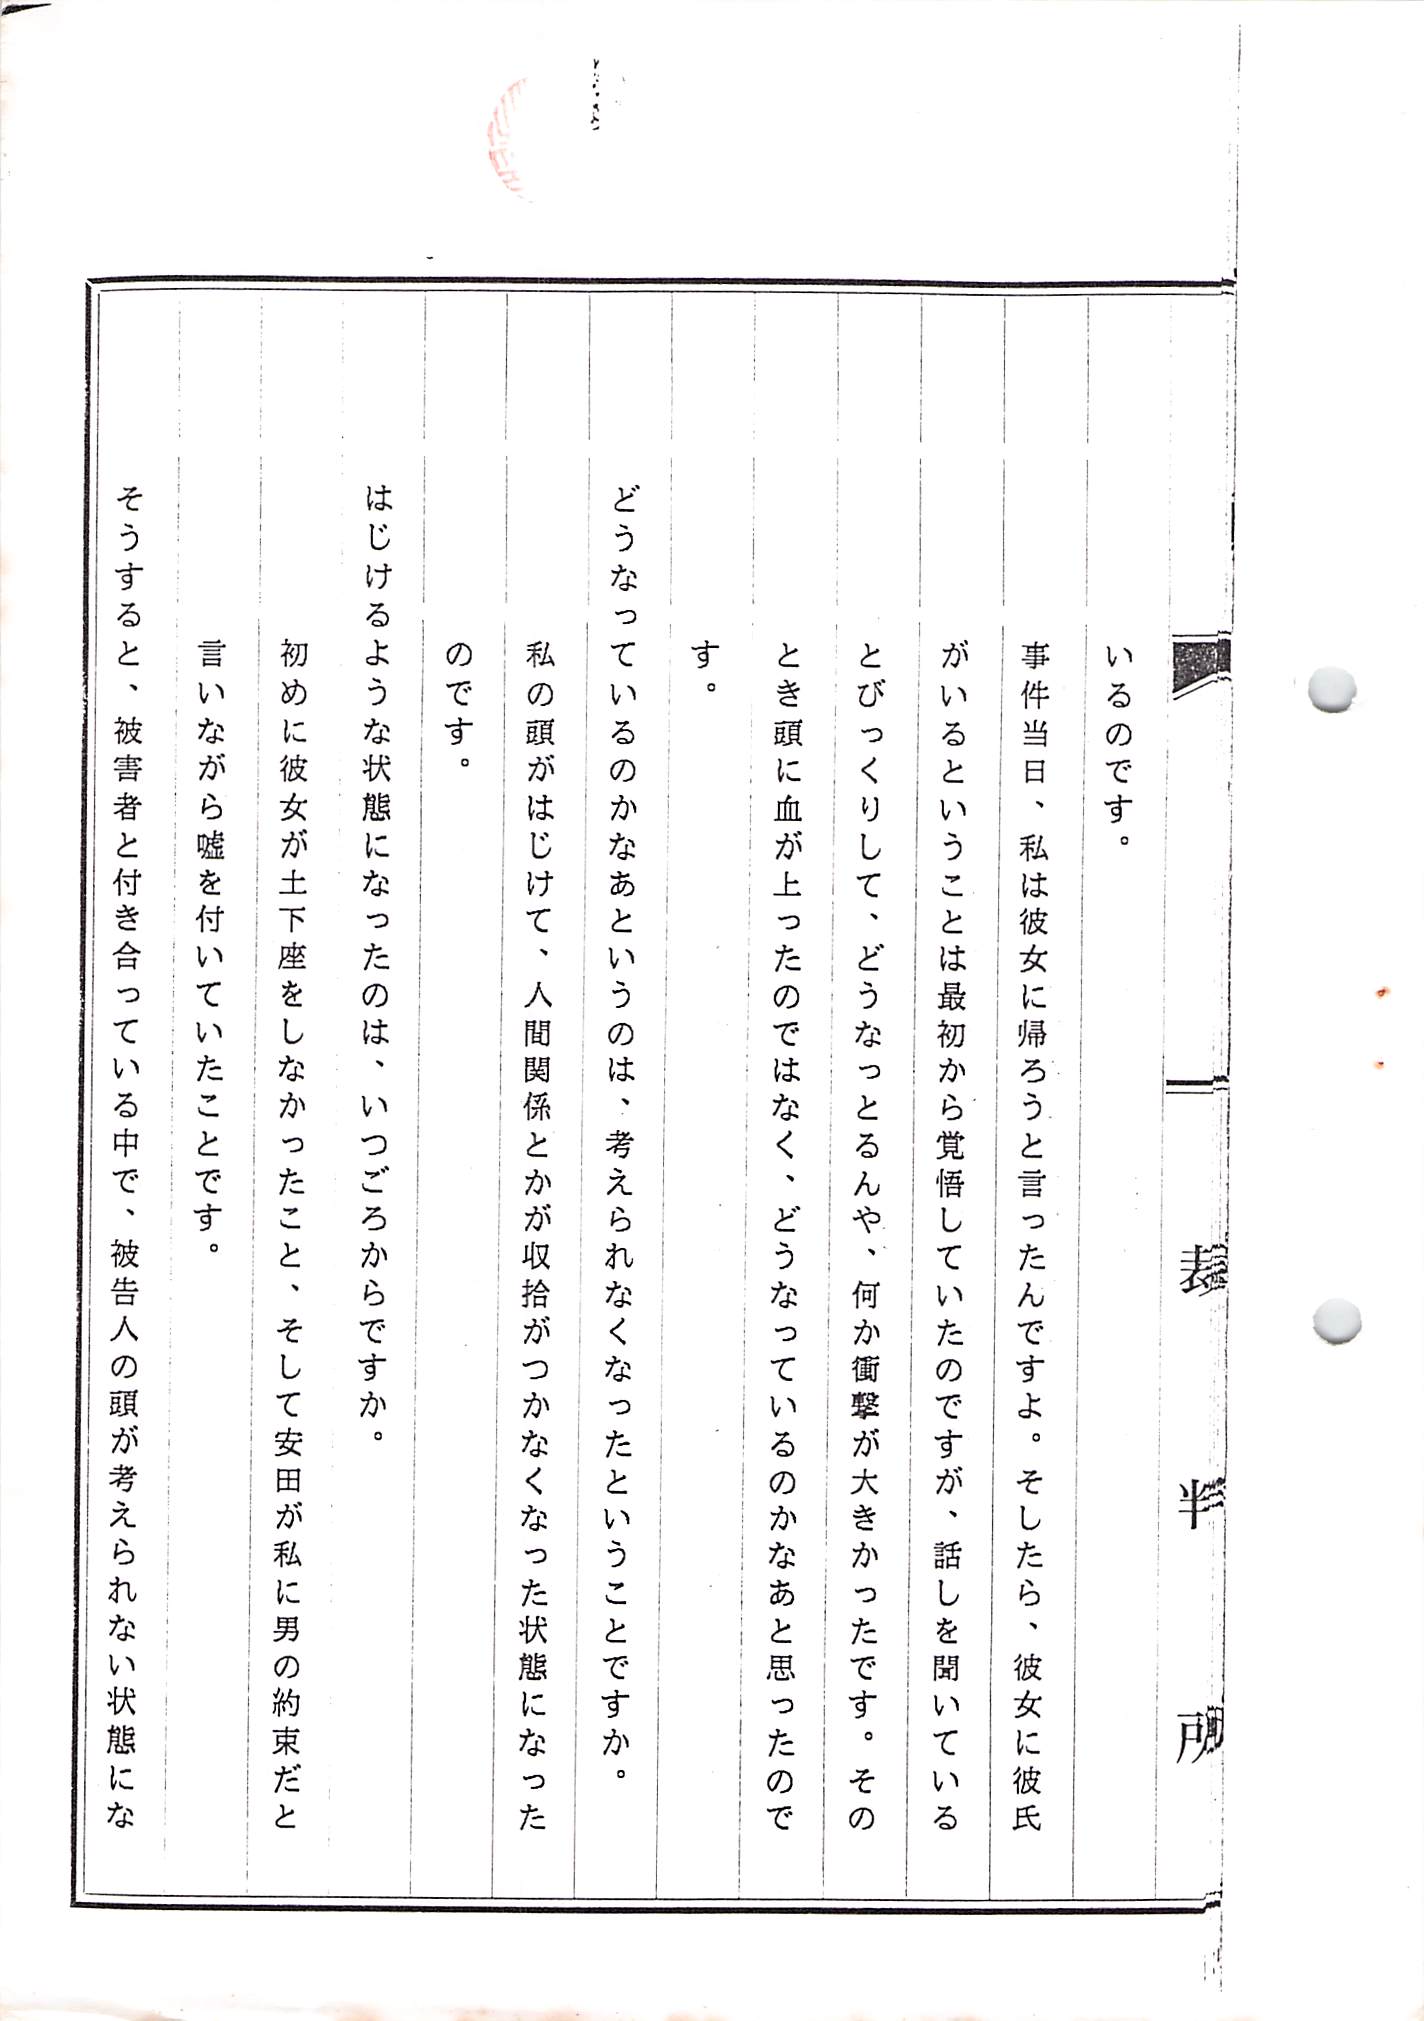 いるのです。
事件当日、私は彼女に帰ろうと言ったんですよ。そしたら、彼女に彼氏
がいるということは最初から覚悟していたのですが、話しを聞いている
とびっくりして、どうなっとるんや、何か衝撃が大きかったです。その
とき頭に血が上ったのではなく、どうなっているのかなあと思ったので
す。
どうなっているのかなあというのは、考えられなくなったということですか。
私の頭がはじけて、人間関係とかが収拾がつかなくなった状態になった
のです。
はじけるような状態になったのは、いつごろからですか。
初めに彼女が土下座をしなかったこと、そして安田が私に男の約束だと
言いながら嘘を付いていたことです。
そうすると、被害者と付き合っている中で、被告人の頭が考えられない状態にな